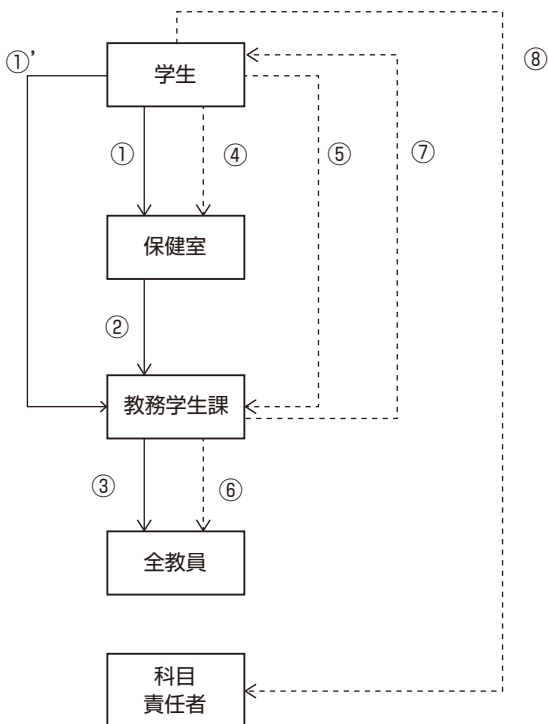 ①’
学生
⑧
①
④
⑤
⑦
保健室
②
教務学生課
③
⑥
全教員
科目
責任者